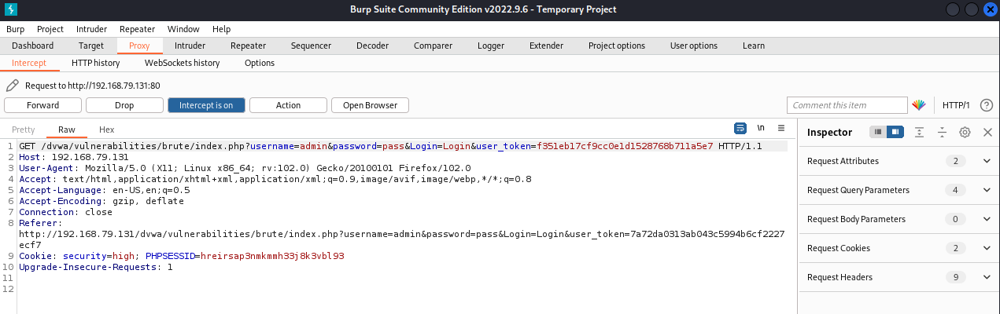 Burp Suite Community Edition v2022.9.6 - Temporary Project
Burp Project Intruder Repeater Window Help
Dashboard Target Proxy Intruder Repeater Sequencer Decoder Comparer Logger Extender Project options User options Learn
Intercept HTTP history WebSockets history Options
Request to http://192.168.79.131:80
Forward Drop Intercept is on Action Open Browser Comment this item HTTP/1 ?
Pretty Raw Hex \n
Inspector
1 GET /dvwa/vulnerabilities/brute/index.php?username=admin&password=pass&Login=Login&user_token=f351eb17cf9cc0e1d1528768b711a5e7 HTTP/1.1
2 Host: 192.168.79.131
3 User-Agent: Mozilla/5.0 (X11; Linux x86_64; rv:102.0) Gecko/20100101 Firefox/102.0
4 Accept: text/html,application/xhtml+xml,application/xml;q=0.9,image/avif,image/webp,*/*;q=0.8
5 Accept-Language: en-US,en;q=0.5
6 Accept-Encoding: gzip, deflate
7 Connection: close
8 Referer:
http://192.168.79.131/dvwa/vulnerabilities/brute/index.php?username=admin&password=pass&Login=Login&user_token=7a72da0313ab043c5994b6cf2227
ecf7
9 Cookie: security=high; PHPSESSID=hreirsap3nmkmmh33j8k3vbl93
10 Upgrade-Insecure-Requests: 1
11
12
Request Attributes 2
Request Query Parameters 4
Request Body Parameters 0
Request Cookies 2
Request Headers 9